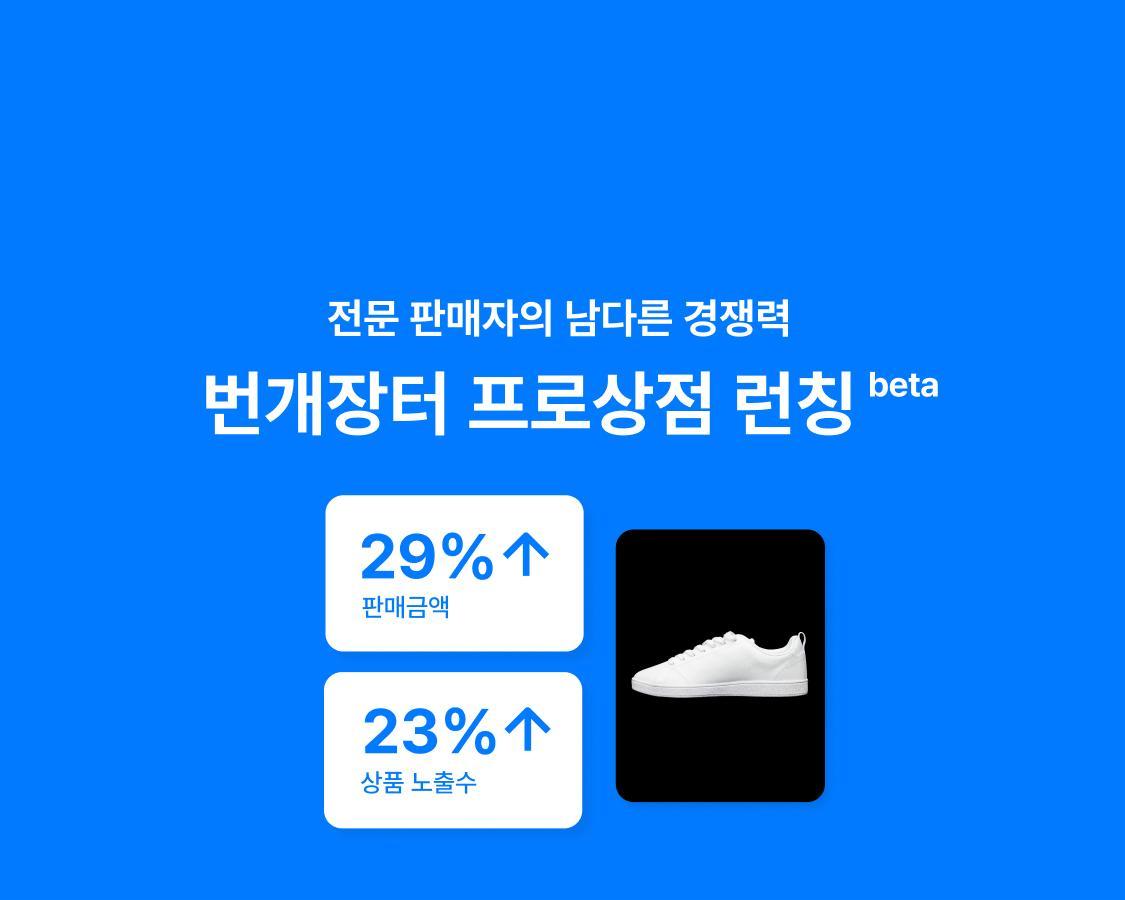 전문 판매자의 남다른 경쟁력
번개장터 프로상점 런칭 beta
29%↑
판매금액
23%↑
상품 노출수